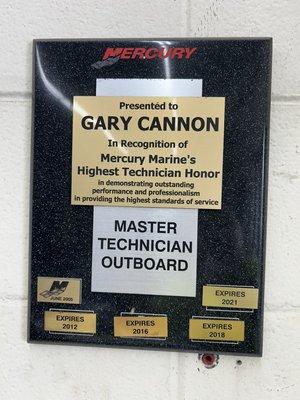 MERCURY
Presented to
GARY CANNON
In Recognition of
Mercury Marine's
Highest Technician Honor
in demonstrating outstanding
performance and professionalism
in providing the highest standards of service
MASTER
TECHNICIAN
OUTBOARD
JUNE 2005
EXPIRES
2021
EXPIRES
2012
EXPIRES
2016
EXPIRES
2018